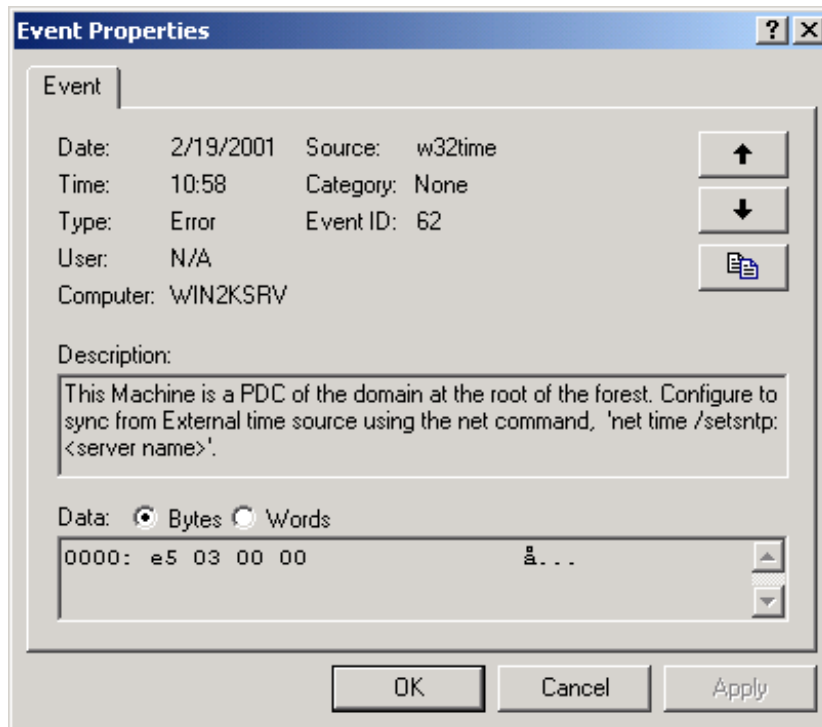 Event Properties
Event
Date: 2/19/2001 Source: w32time
Time: 10:58 Category: None
Type: Error Event ID: 62
User: N/A
Computer: WIN2KSRV
Description:
This Machine is a PDC of the domain at the root of the forest. Configure to
sync from External time source using the net command,  'net time /setsntp:
<server name>'.
Data: Bytes Words
0000: e5 03 00 00 å...
OK Cancel Apply